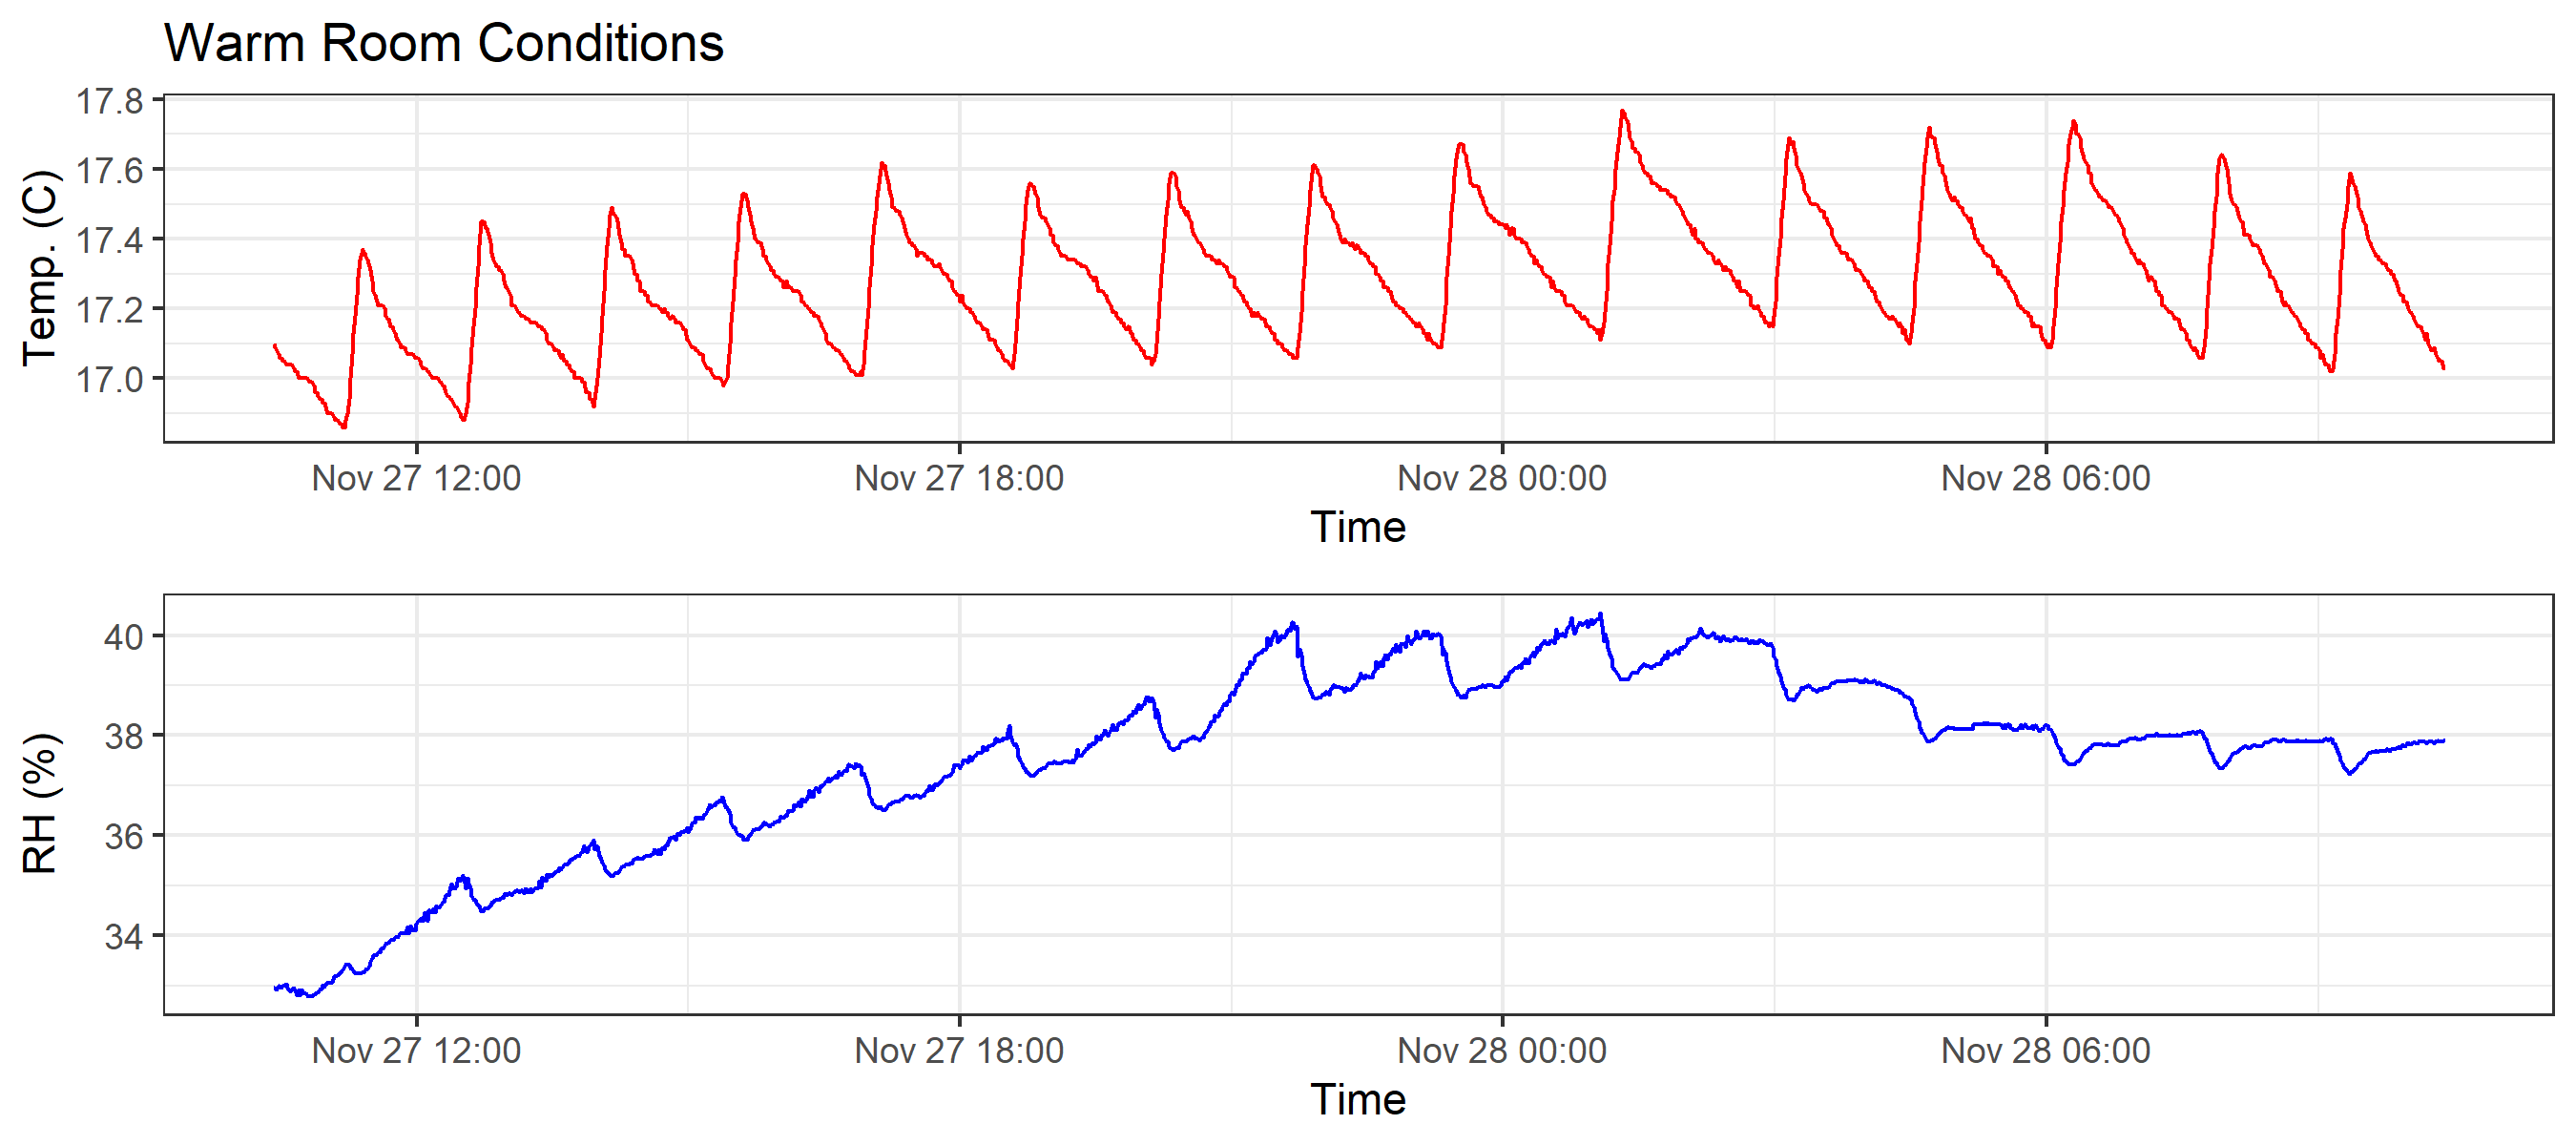 Warm Room Conditions
Temp. (C)
17.8
17.6
17.4
17.2
17.0
Nov 27 12:00 Nov 27 18:00 Nov 28 00:00 Nov 28 06:00
Time
RH (%)
40
38
36
34
Nov 27 12:00 Nov 27 18:00 Nov 28 00:00 Nov 28 06:00
Time